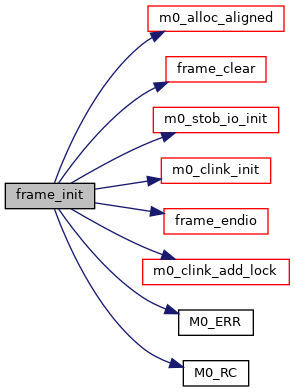 m0_alloc_aligned
frame_clear
m0_stob_io_init
m0_clink_init
frame_init
frame_endio
m0_clink_add_lock
M0_ERR
M0_RC